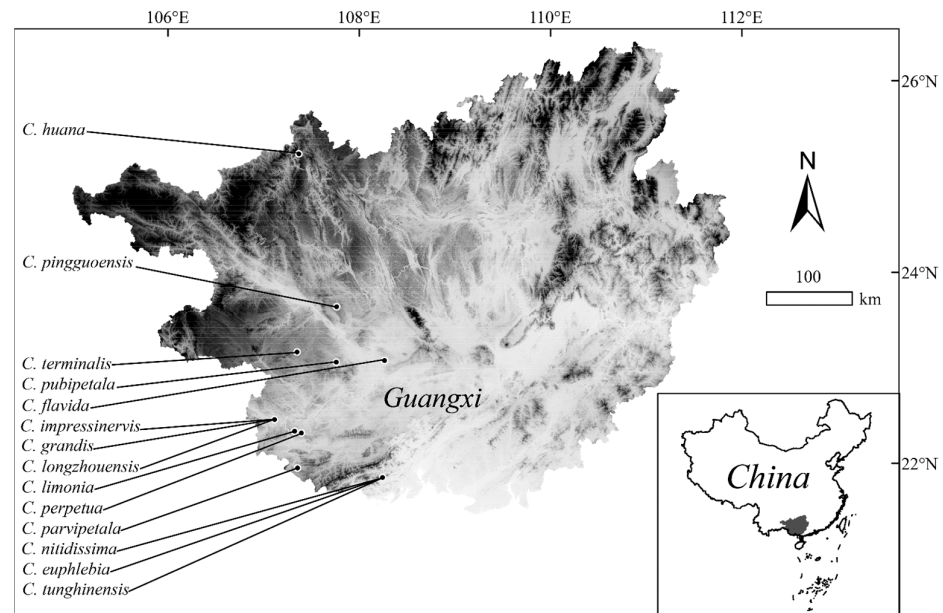 106°E 108°E 110°E 112°E
26°N
C. huana
N
C. pingguoensis
24°N
100
km
C. terminalis
C. pubipetala
C. flavida
Guangxi
C. impressinervis
C. grandis
C. longzhouensis
22°N
China
C. limonia
C. perpetua
C. parvipetala
C. nitidissima
C. euphlebia
C. tunghinensis